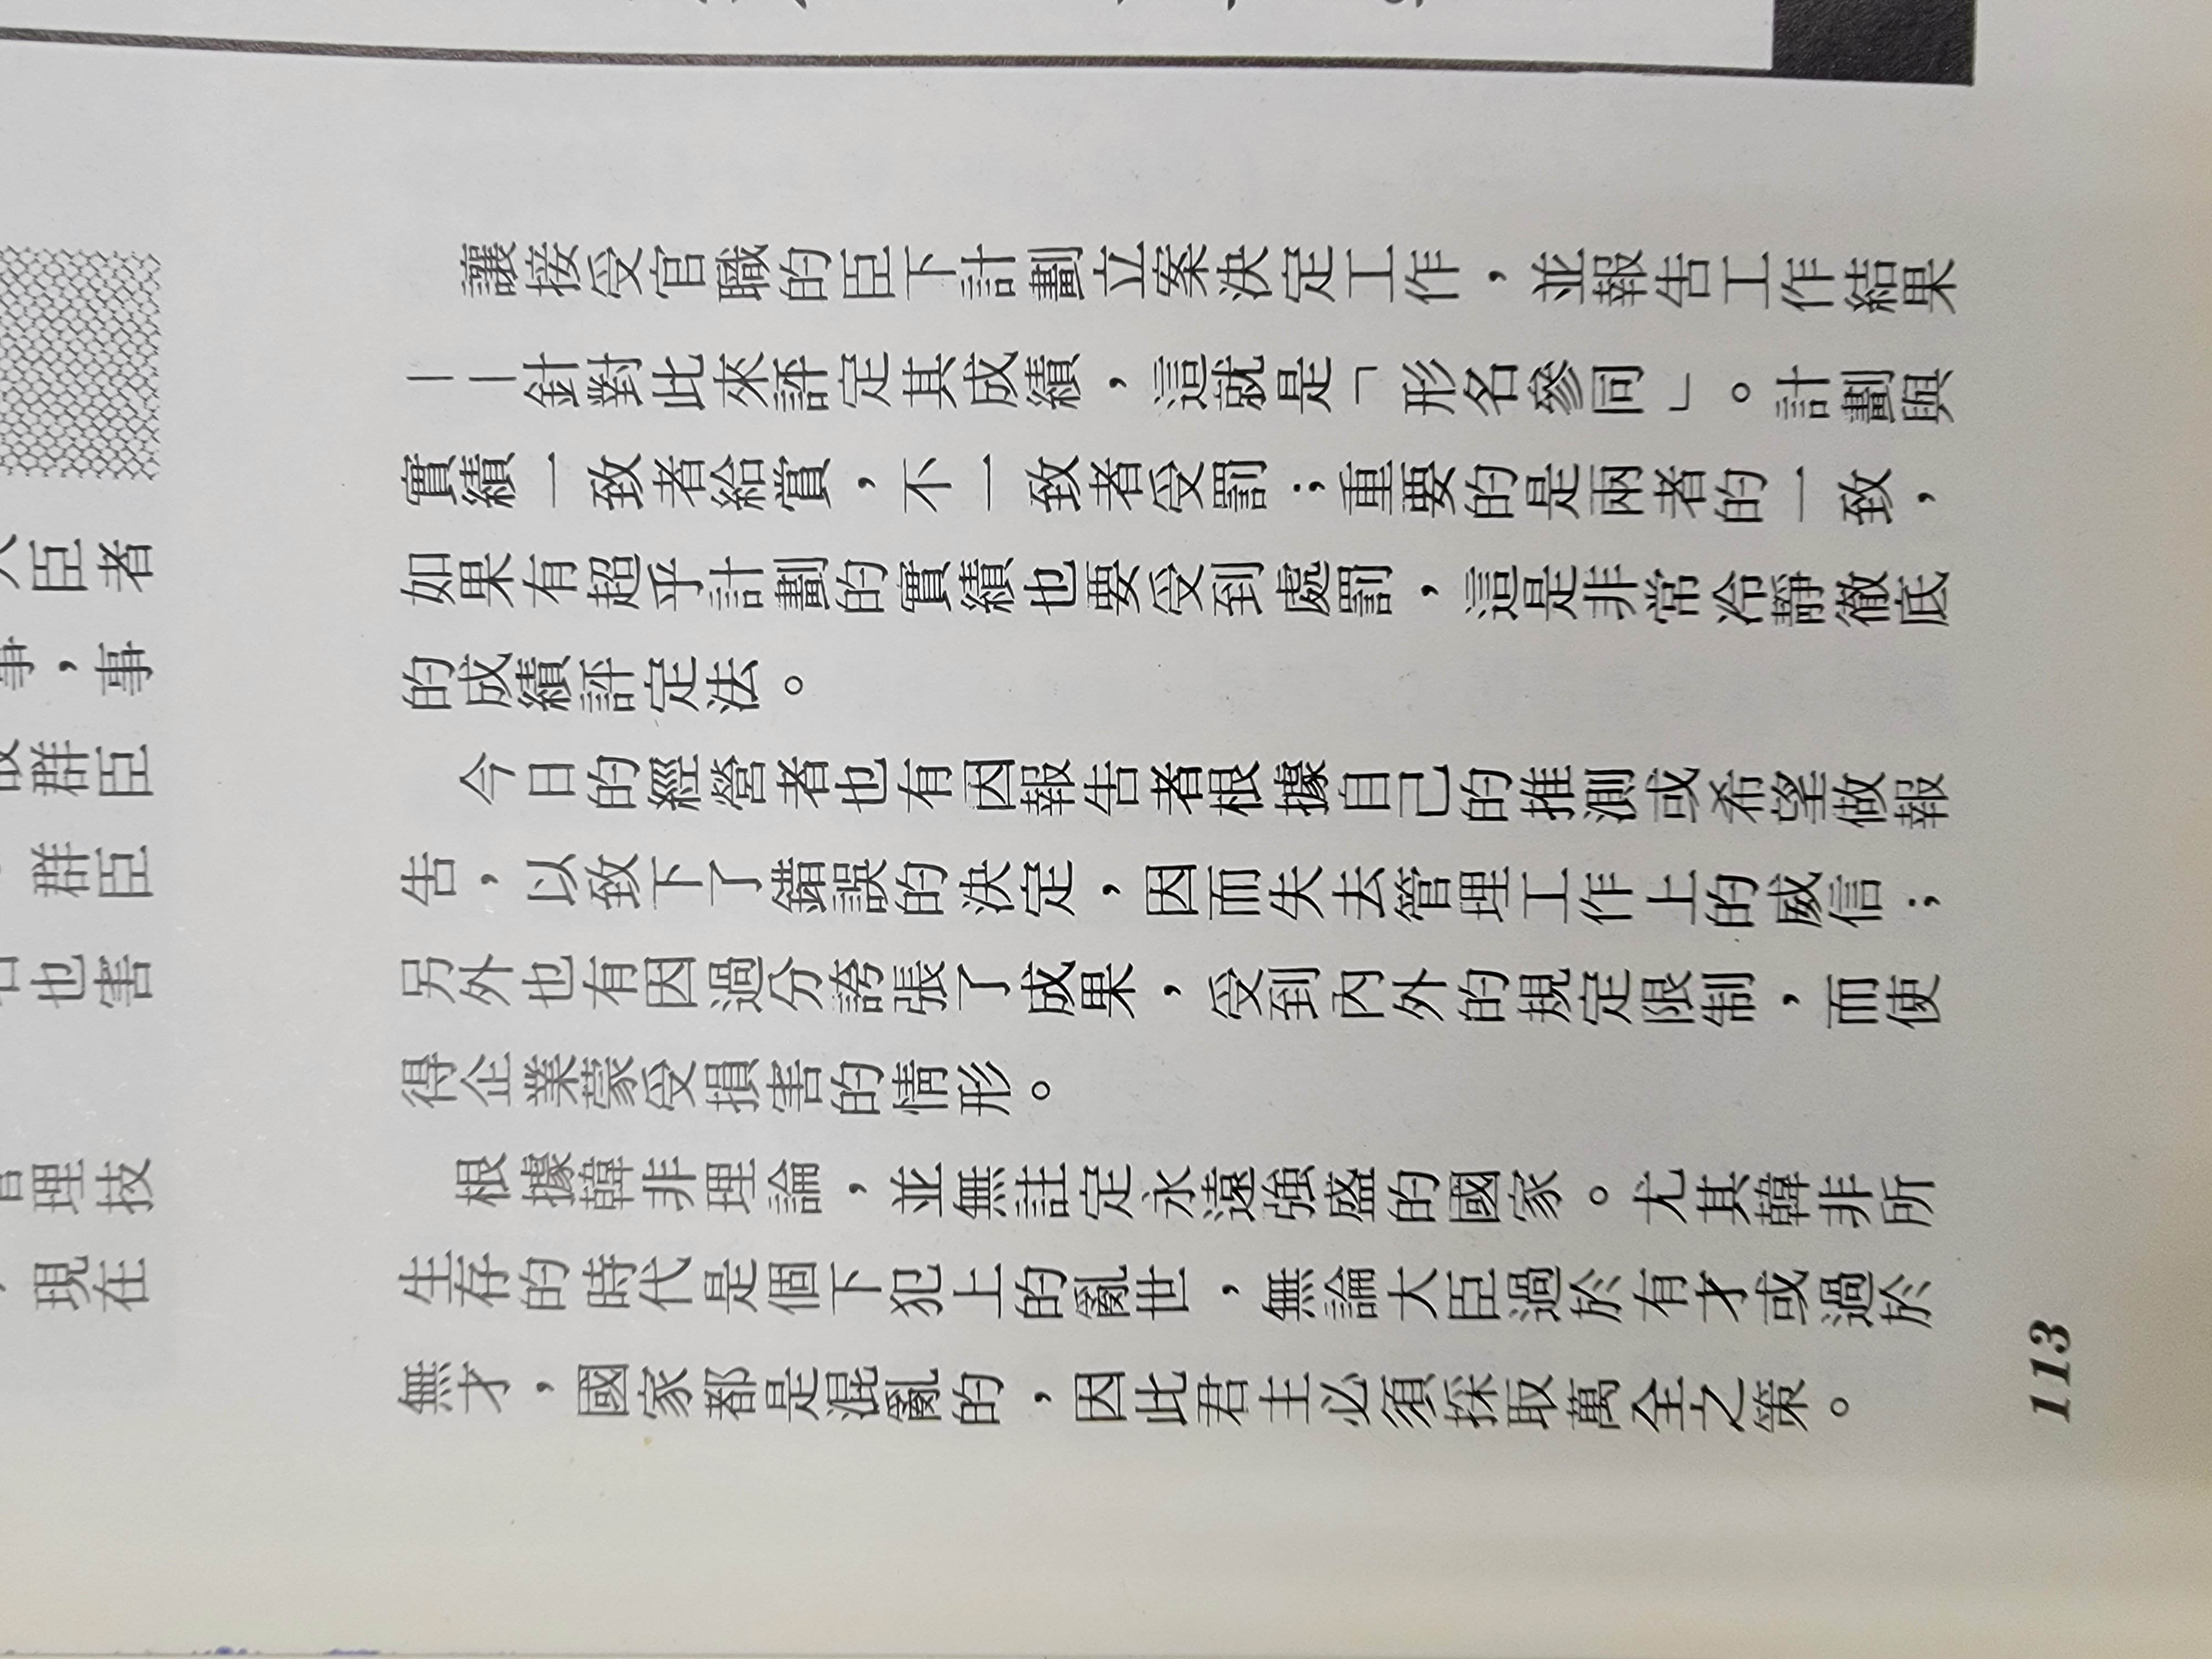 臣者
事，事
故群臣
。群臣
也害
管理技
，現在
讓接受官職的臣下計劃立案決定工作，並報告工作結果
——針對此來評定其成績，這就是「形名參同」。計劃與
實績一致者給賞，不一致者受罰；重要的是兩者的一致，
如果有超乎計劃的實績也要受到處罰，這是非常冷靜徹底
的成績評定法。
今日的經營者也有因報告者根據自己的推測或希望做報
告，以致下了錯誤的決定，因而失去管理工作上的威信；
另外也有因過分誇張了成果，受到內外的規定限制，而使
得企業蒙受損害的情形。
根據韓非理論，並無註定永遠強盛的國家。尤其韓非所
生存的時代是個下犯上的亂世，無論大臣過於有才或過於
無才，國家都是混亂的，因此君主必須採取萬全之策。
113